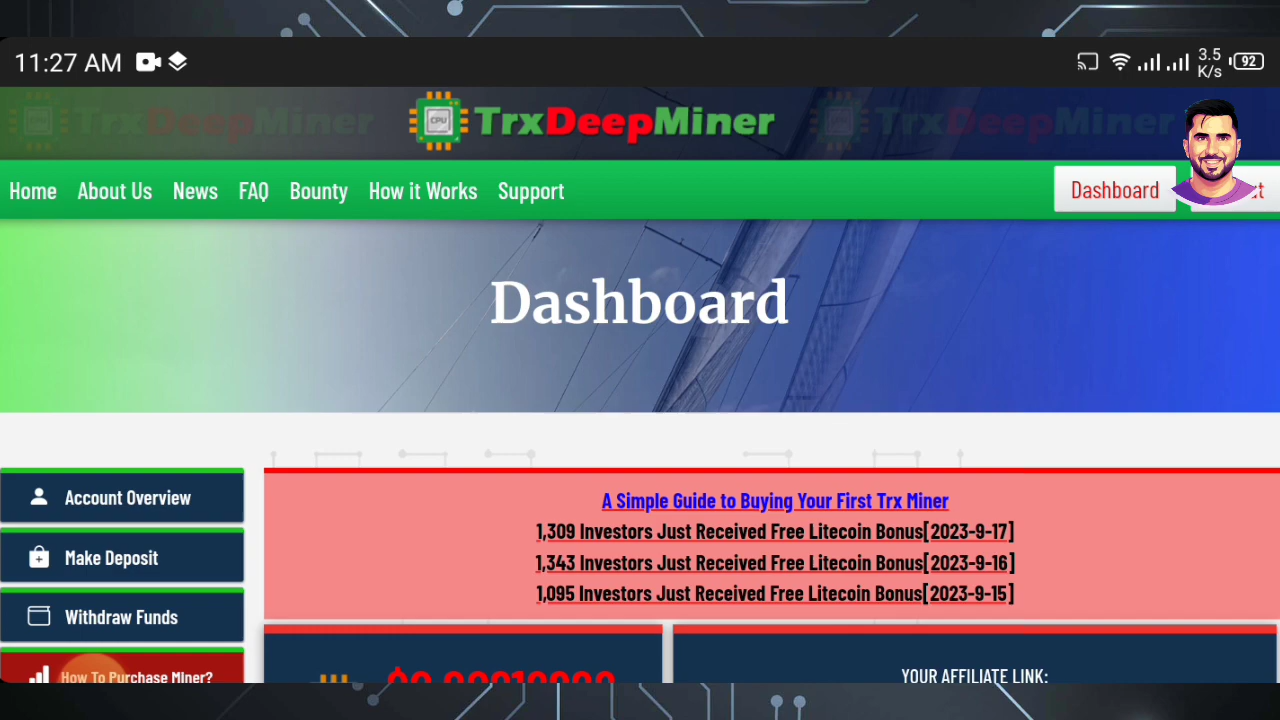 11:27 AM
3.5
K/s
92
TrxDeepMiner
CPU
TrxDeepMiner
TrxDeepMiner
Home About Us News FAQ Bounty How it Works Support
Dashboard
Dashboard
Account Overview
Make Deposit
Withdraw Funds
How To Purchase MIner?
A Simple Guide to Buying Your First Trx Miner
1,309 Investors Just Received Free Litecoin Bonus[2023-9-17]
1,343 Investors Just Received Free Litecoin Bonus[2023-9-16]
1,095 Investors Just Received Free Litecoin Bonus[2023-9-15]
YOUR AFFILIATE LINK: